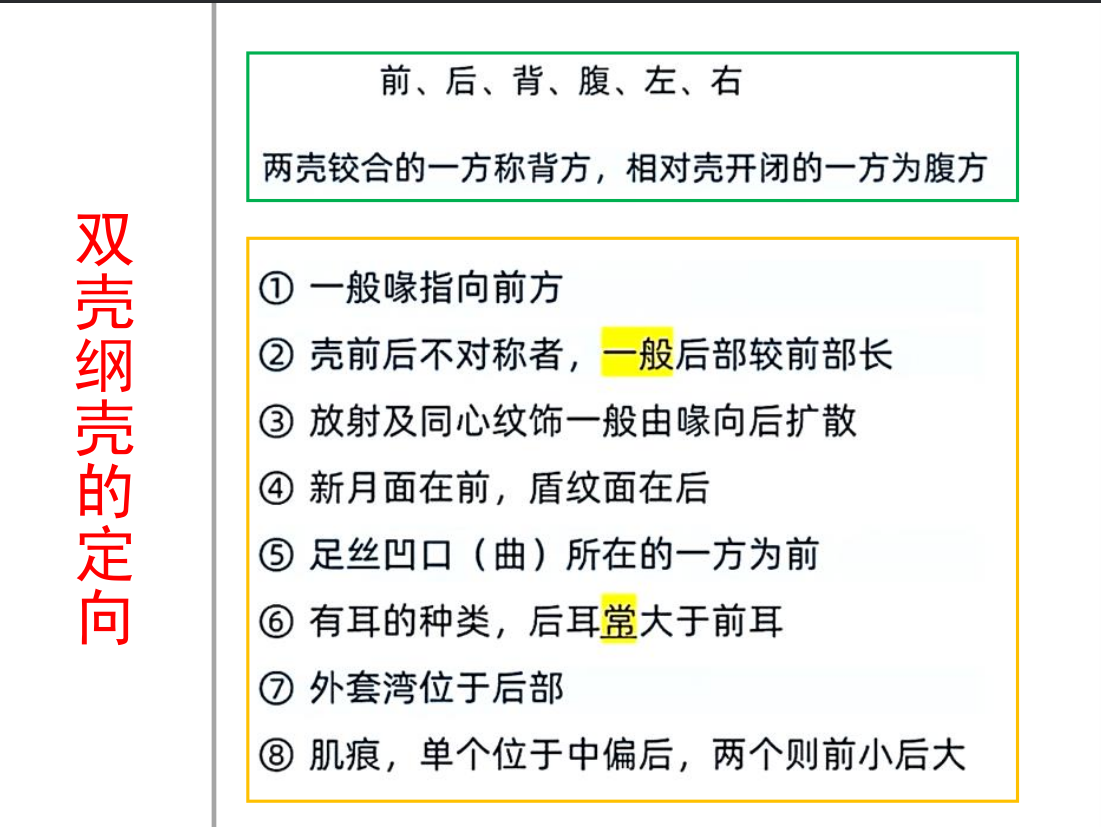 双壳纲壳的定向
前、后、背、腹、左、右
两壳铰合的一方称背方，相对壳开闭的一方为腹方
① 一般喙指向前方
② 壳前后不对称者，一般后部较前部长
③ 放射及同心纹饰一般由喙向后扩散
④ 新月面在前，盾纹面在后
⑤ 足丝凹口（曲）所在的一方为前
⑥ 有耳的种类，后耳常大于前耳
⑦ 外套湾位于后部
⑧ 肌痕，单个位于中偏后，两个则前小后大